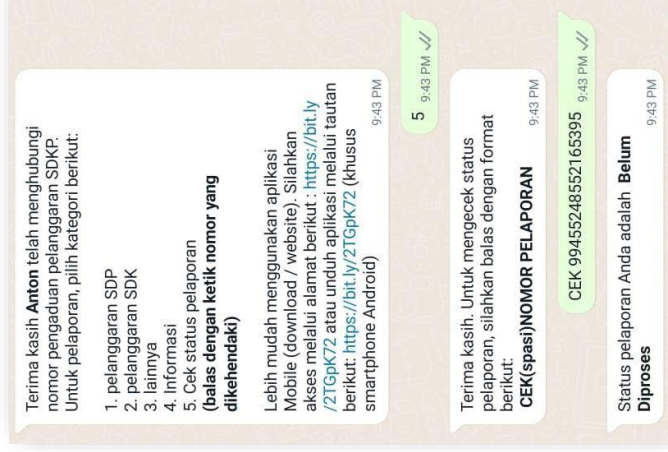 Terima kasih Anton telah menghubungi
nomor pengaduan pelanggaran SDKP.
Untuk pelaporan, pilih kategori berikut:
1. pelanggaran SDP
2. pelanggaran SDK
3. lainnya
4. Informasi
5. Cek status pelaporan
(balas dengan ketik nomor yang
dikehendaki)
Lebih mudah menggunakan aplikasi
Mobile (download / website). Silahkan
akses melalui alamat berikut : https://bit.ly
/2TGpK72 atau unduh aplikasi melalui tautan
berikut: https://bit.ly/2TGpK72 (khusus
smartphone Android)
9:43 PM
5 9:43 PM
Terima kasih. Untuk mengecek status
pelaporan, silahkan balas dengan format
berikut:
CEK(spasi)NOMOR PELAPORAN
9:43 PM
CEK 99455248552165395 9:43 PM
Status pelaporan Anda adalah Belum
Diproses
9:43 PM